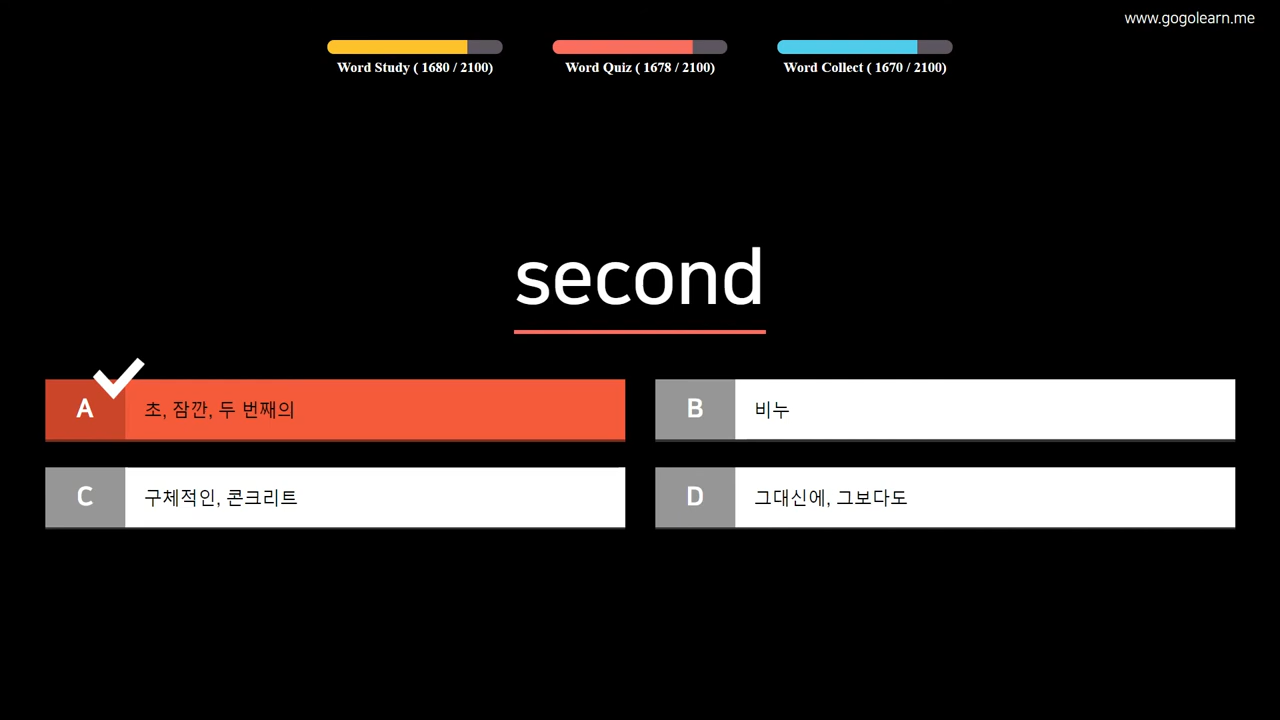 www.gogolearn.me
Word Study ( 1680 / 2100)
Word Quiz ( 1678 / 2100)
Word Collect ( 1670 / 2100)
second
A 초, 잠깐, 두 번째의
B 비누
C 구체적인, 콘크리트
D 그대신에, 그보다도